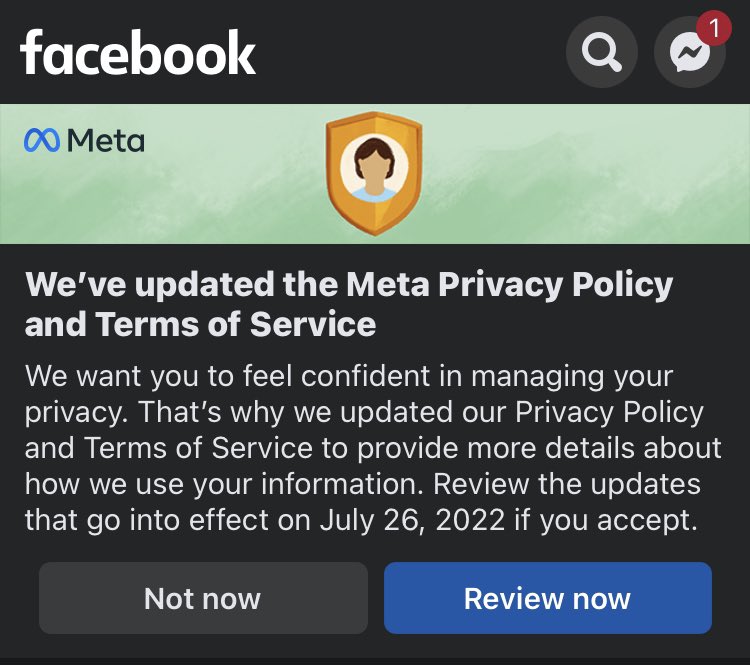 facebook
1
Meta
We’ve updated the Meta Privacy Policy
and Terms of Service
We want you to feel confident in managing your
privacy. That’s why we updated our Privacy Policy
and Terms of Service to provide more details about
how we use your information. Review the updates
that go into effect on July 26, 2022 if you accept.
Not now
Review now